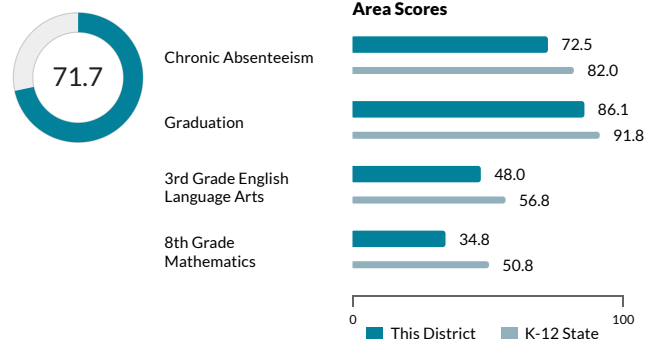 Area Scores
71.7
Chronic Absenteeism
72.5
82.0
Graduation
86.1
91.8
3rd Grade English
Language Arts
48.0
56.8
8th Grade
Mathematics
34.8
50.8
0
100
This District
K-12 State